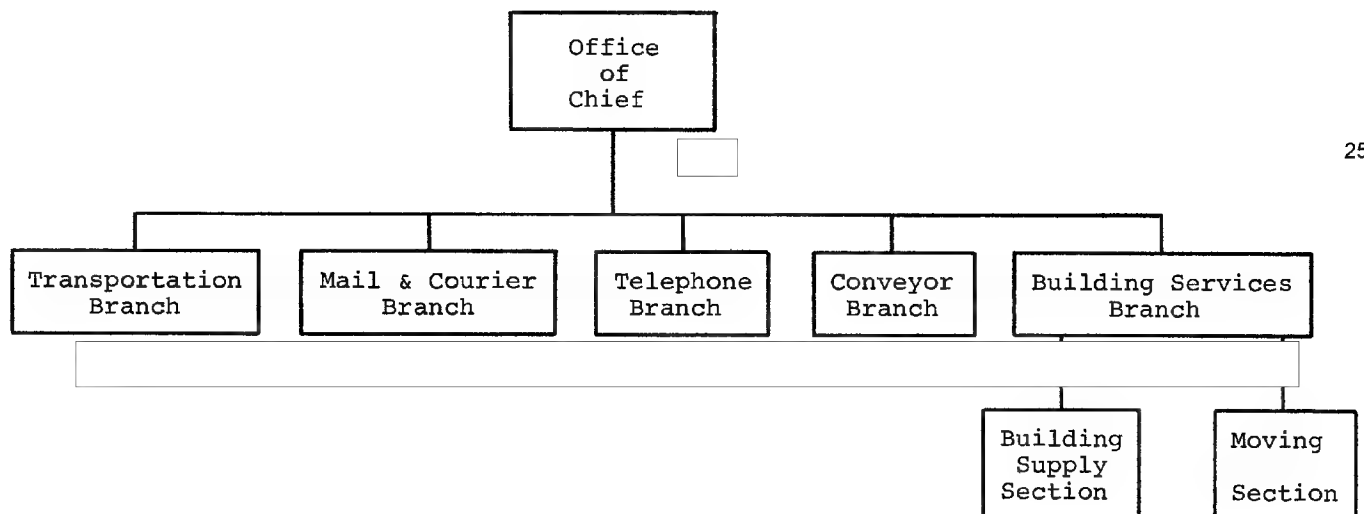 Office
of
Chief
25
Transportation
Branch
Mail & Courier
Branch
Telephone
Branch
Conveyor
Branch
Building Services
Branch
Building
Supply
Section
Moving
Section